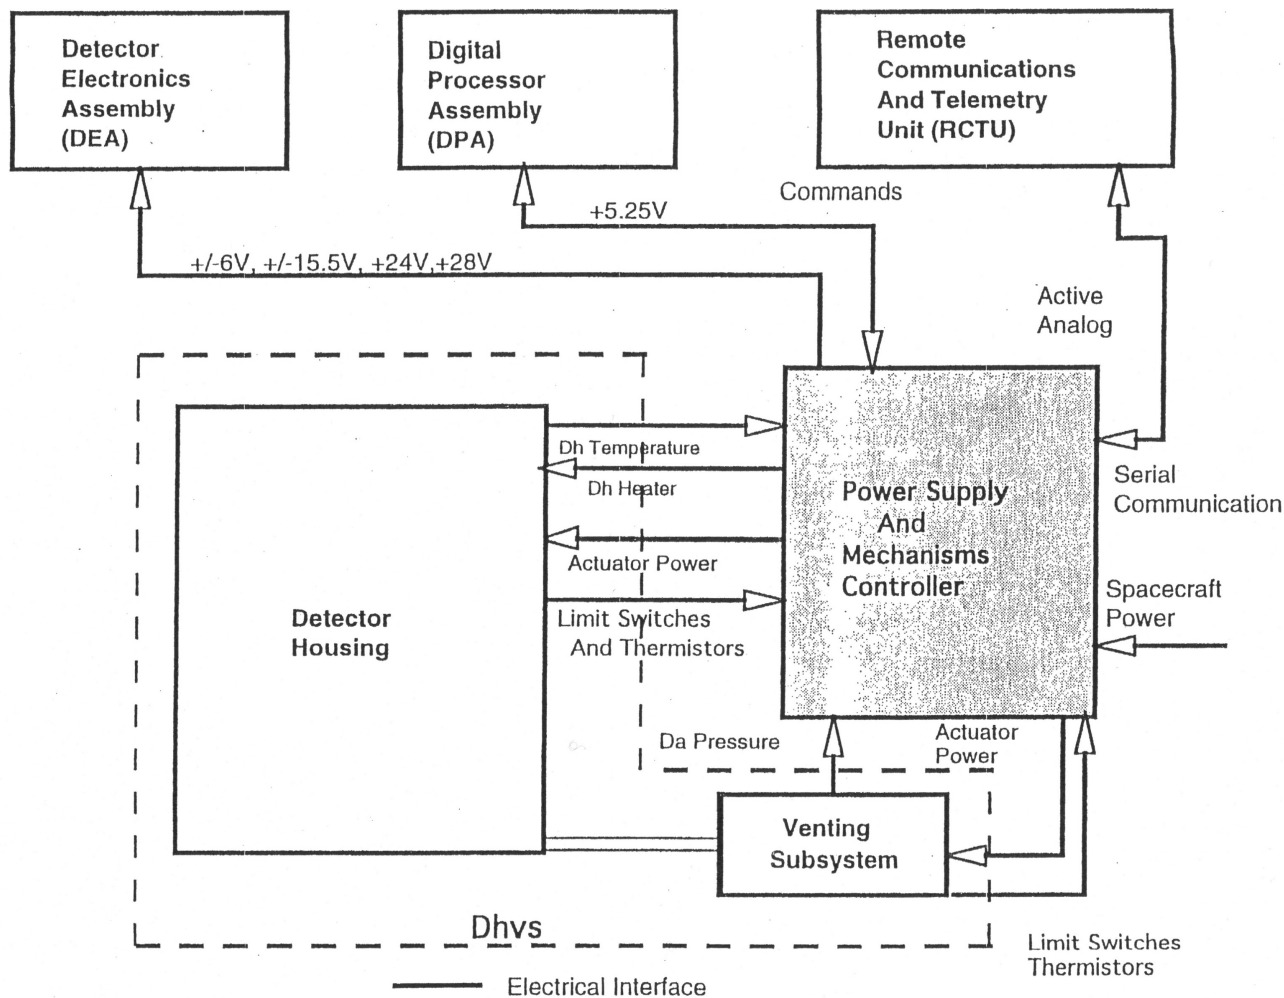 Detector
Electronics
Assembly
(DEA)
Digital
Processor
Assembly
(DPA)
Remote
Communications
And Telemetry
Unit (RCTU)
Commands
+5.25V
+/-6V, +/-15.5V, +24V,+28V
Active
Analog
Dh Temperature
Dh Heater
Actuator Power
Limit Switches
And Thermistors
Power Supply
And
Mechanisms
Controller
Serial
Communication
Spacecraft
Power
Detector
Housing
Da Pressure
Actuator
Power
Venting
Subsystem
Dhvs
Limit Switches
Thermistors
Electrical Interface